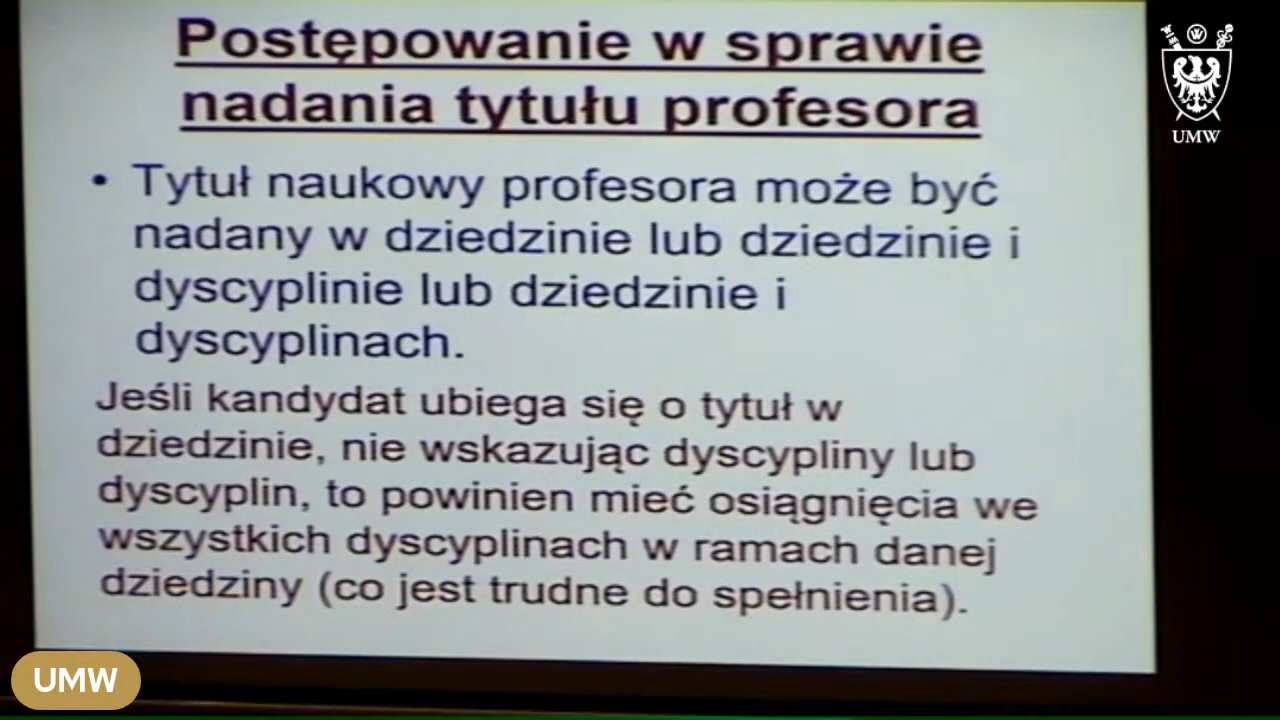 Postępowanie w sprawie
nadania tytułu profesora
• Tytuł naukowy profesora może być
nadany w dziedzinie lub dziedzinie i
dyscyplinie lub dziedzinie i
dyscyplinach.
Jeśli kandydat ubiega się o tytuł w
dziedzinie, nie wskazując dyscypliny lub
dyscyplin, to powinien mieć osiągnięcia we
wszystkich dyscyplinach w ramach danej
dziedziny (co jest trudne do spełnienia).
UMW
UMW